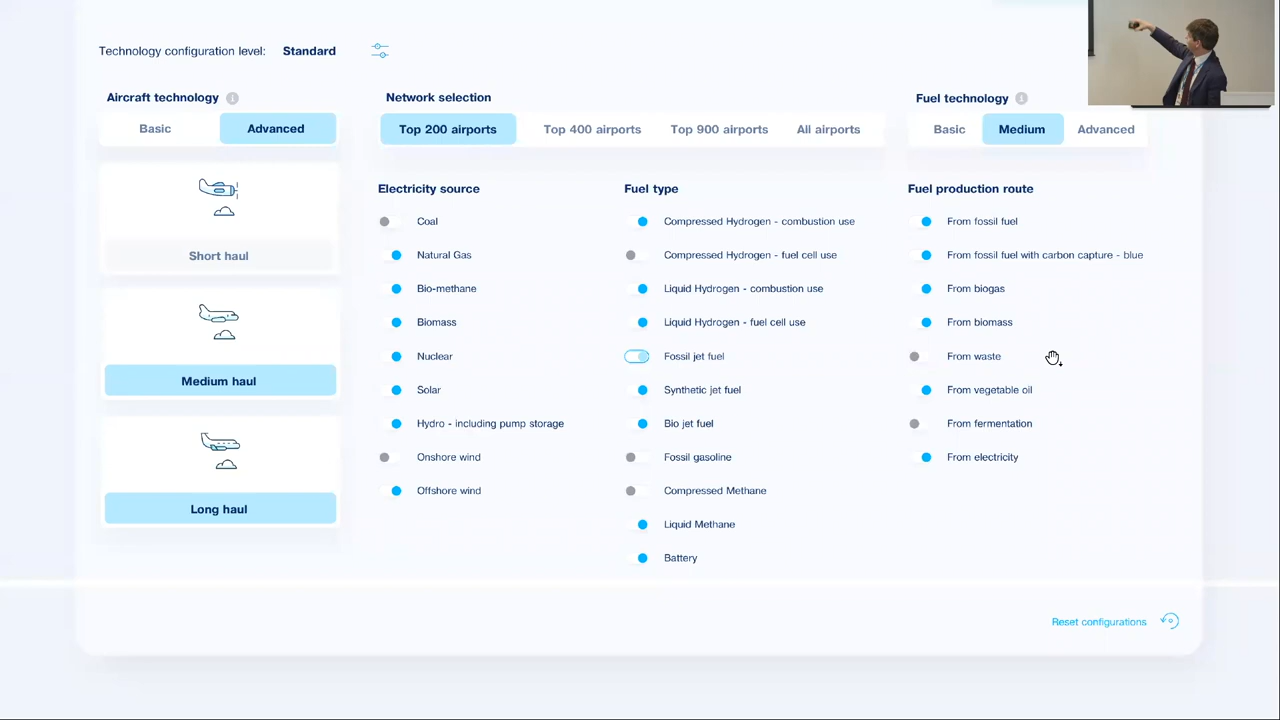 Technology configuration level: Standard
Aircraft technology
Basic
Advanced
Short haul
Medium haul
Long haul
Network selection
Top 200 airports
Top 400 airports
Top 900 airports
All airports
Electricity source
Coal
Natural Gas
Bio-methane
Biomass
Nuclear
Solar
Hydro - including pump storage
Onshore wind
Offshore wind
Fuel type
Compressed Hydrogen - combustion use
Compressed Hydrogen - fuel cell use
Liquid Hydrogen - combustion use
Liquid Hydrogen - fuel cell use
Fossil jet fuel
Synthetic jet fuel
Bio jet fuel
Fossil gasoline
Compressed Methane
Liquid Methane
Battery
Fuel technology
Basic
Medium
Advanced
Fuel production route
From fossil fuel
From fossil fuel with carbon capture - blue
From biogas
From biomass
From waste
From vegetable oil
From fermentation
From electricity
Reset configurations